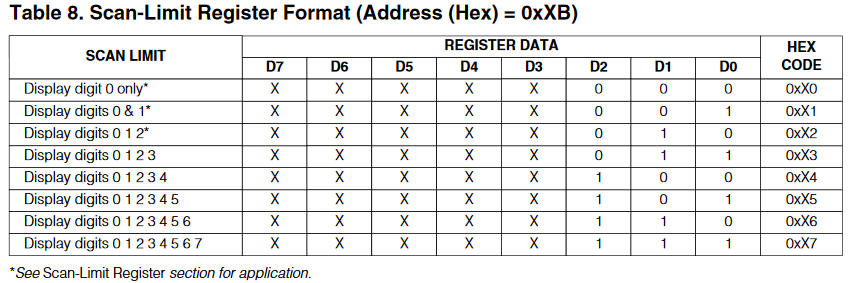 Table 8. Scan-Limit Register Format (Address (Hex) = 0xXB)
SCAN LIMIT REGISTER DATA HEX CODE
D7 D6 D5 D4 D3 D2 D1 D0
Display digit 0 only* X X X X X 0 0 0 0xX0
Display digits 0 & 1* X X X X X 0 0 1 0xX1
Display digits 0 1 2* X X X X X 0 1 0 0xX2
Display digits 0 1 2 3 X X X X X 0 1 1 0xX3
Display digits 0 1 2 3 4 X X X X X 1 0 0 0xX4
Display digits 0 1 2 3 4 5 X X X X X 1 0 1 0xX5
Display digits 0 1 2 3 4 5 6 X X X X X 1 1 0 0xX6
Display digits 0 1 2 3 4 5 6 7 X X X X X 1 1 1 0xX7
*See Scan-Limit Register section for application.